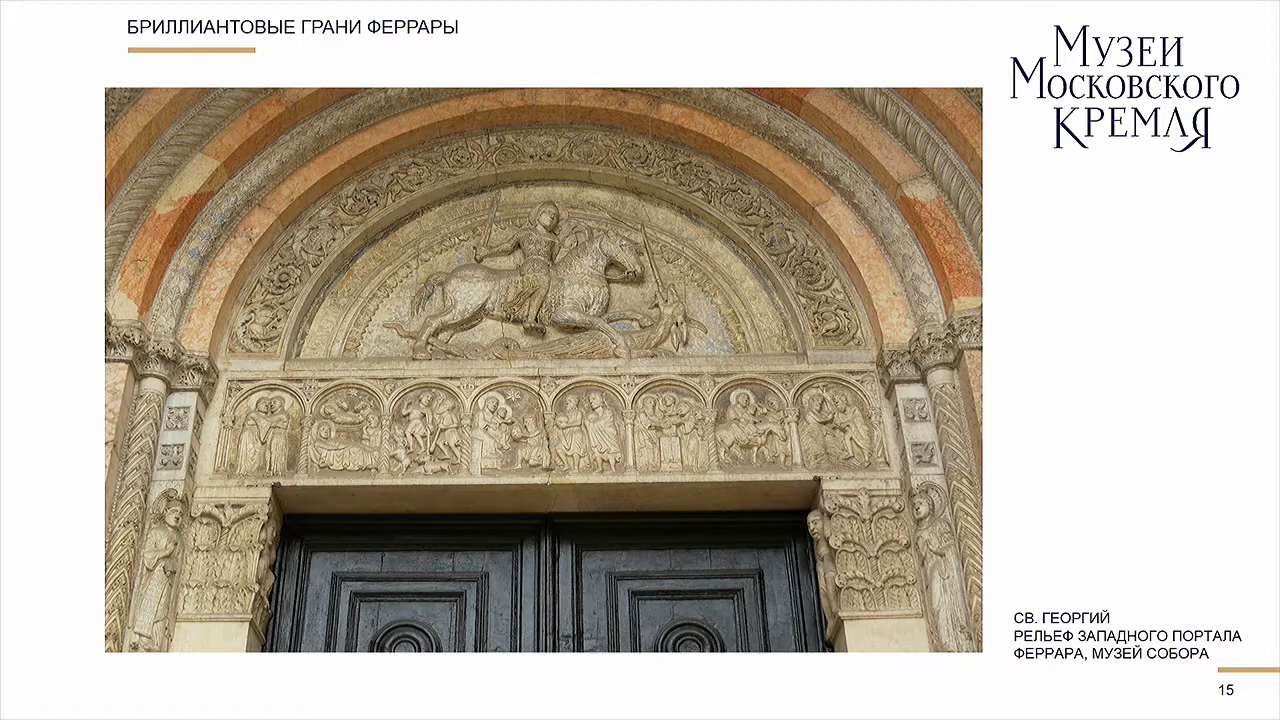 БРИЛЛИАНТОВЫЕ ГРАНИ ФЕРРАРЫ
МУЗЕИ
МОСКОВСКОГО
КРЕМЛЯ
СВ. ГЕОРГИЙ
РЕЛЬЕФ ЗАПАДНОГО ПОРТАЛА
ФЕРРАРА, МУЗЕЙ СОБОРА
15